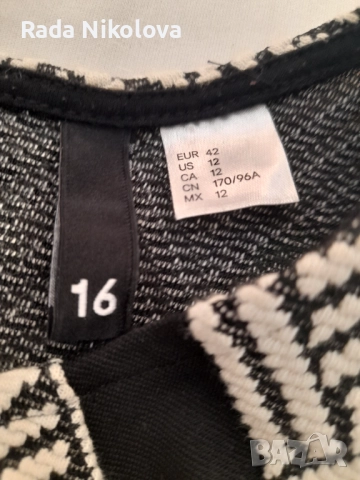 Rada Nikolova
EUR 42
US 12
CA 12
CN 170/96A
MX 12
16
BAZAR